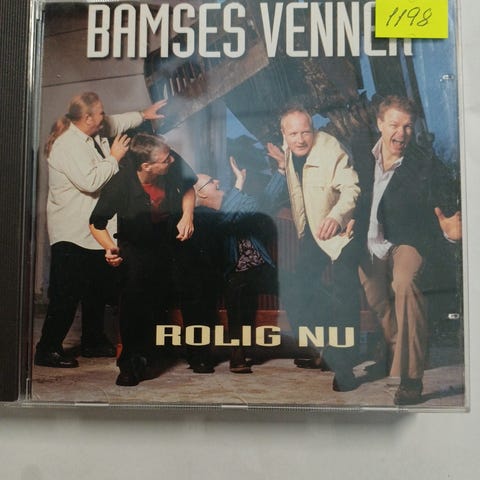 BAMSES VENNER
1198
ROLIG NU